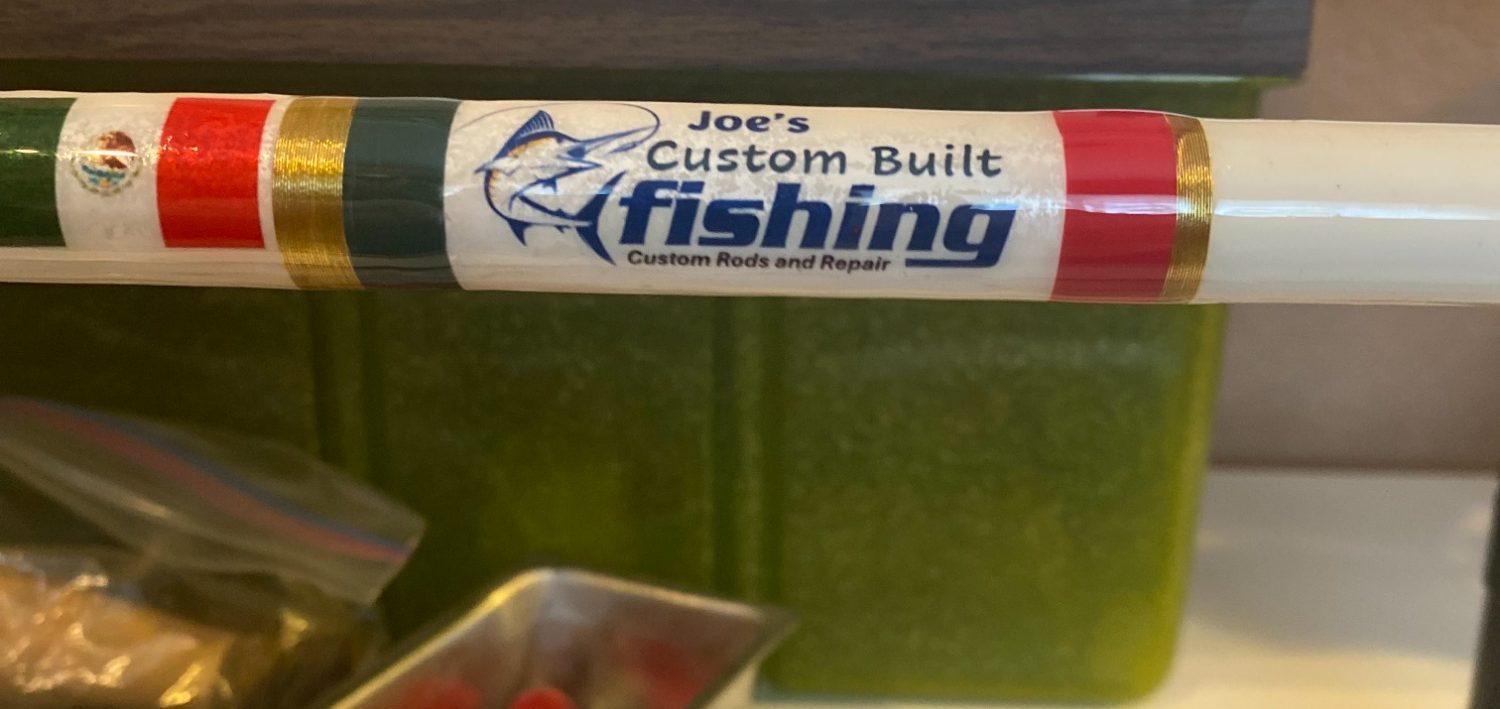 Joe's
Custom Built
fishing
Custom Rods and Repair